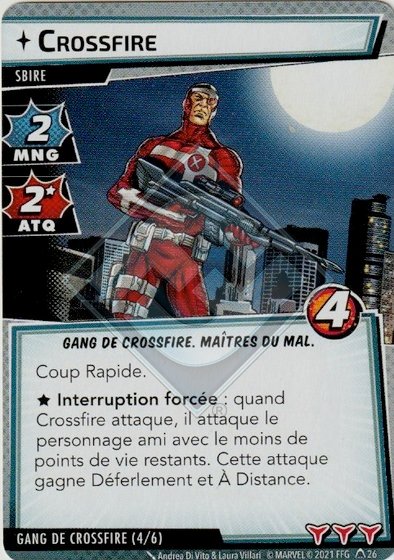 CROSSFIRE
SBIRE
2
MNG
2★
ATQ
4
GANG DE CROSSFIRE. MAÎTRES DU MAL.
Coup Rapide.
★ Interruption forcée : quand
Crossfire attaque, il attaque le
personnage ami avec le moins de
points de vie restants. Cette attaque
gagne Déferlement et À Distance.
®
GANG DE CROSSFIRE (4/6)
Andrea Di Vito & Laura Villari © MARVEL © 2021 FFG 26